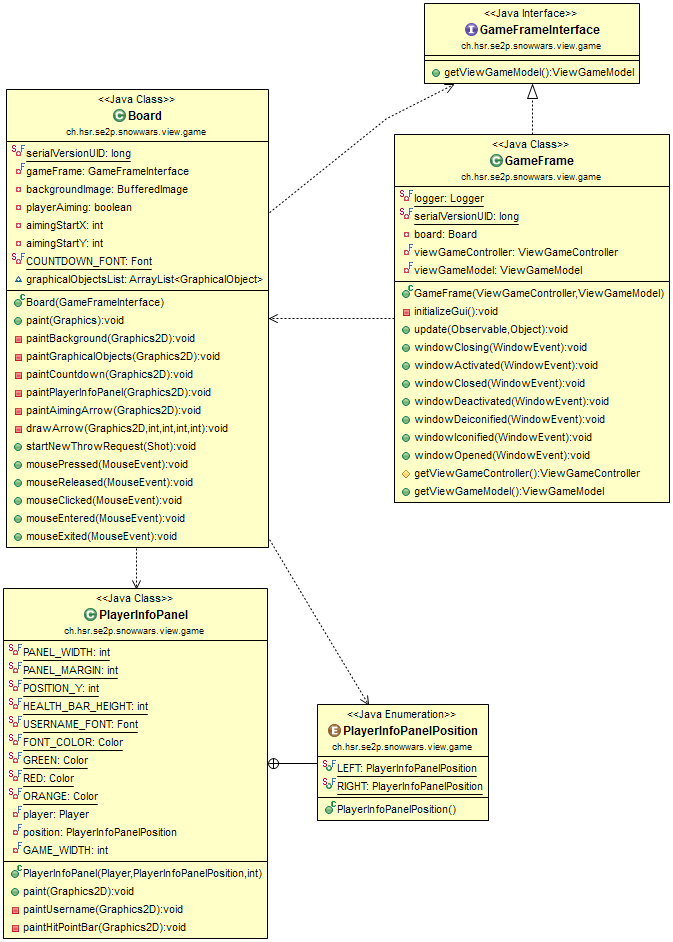 <<Java Interface>>
GameFrameInterface
ch.hsr.se2p.snowwars.view.game
getViewGameModel():ViewGameModel
<<Java Class>>
Board
ch.hsr.se2p.snowwars.view.game
serialVersionUID: long
gameFrame: GameFrameInterface
backgroundImage: BufferedImage
playerAiming: boolean
aimingStartX: int
aimingStartY: int
COUNTDOWN_FONT: Font
graphicalObjectsList: ArrayList<GraphicalObject>
Board(GameFrameInterface)
paint(Graphics):void
paintBackground(Graphics2D):void
paintGraphicalObjects(Graphics2D):void
paintCountdown(Graphics2D):void
paintPlayerInfoPanel(Graphics2D):void
paintAimingArrow(Graphics2D):void
drawArrow(Graphics2D,int,int,int,int):void
startNewThrowRequest(Shot):void
mousePressed(MouseEvent):void
mouseReleased(MouseEvent):void
mouseClicked(MouseEvent):void
mouseEntered(MouseEvent):void
mouseExited(MouseEvent):void
<<Java Class>>
GameFrame
ch.hsr.se2p.snowwars.view.game
logger: Logger
serialVersionUID: long
board: Board
viewGameController: ViewGameController
viewGameModel: ViewGameModel
GameFrame(ViewGameController,ViewGameModel)
initializeGui():void
update(Observable,Object):void
windowClosing(WindowEvent):void
windowActivated(WindowEvent):void
windowClosed(WindowEvent):void
windowDeactivated(WindowEvent):void
windowDeiconified(WindowEvent):void
windowIconified(WindowEvent):void
windowOpened(WindowEvent):void
getViewGameController():ViewGameController
getViewGameModel():ViewGameModel
<<Java Class>>
PlayerInfoPanel
ch.hsr.se2p.snowwars.view.game
PANEL_WIDTH: int
PANEL_MARGIN: int
POSITION_Y: int
HEALTH_BAR_HEIGHT: int
USERNAME_FONT: Font
FONT_COLOR: Color
GREEN: Color
RED: Color
ORANGE: Color
player: Player
position: PlayerInfoPanelPosition
GAME_WIDTH: int
PlayerInfoPanel(Player,PlayerInfoPanelPosition,int)
paint(Graphics2D):void
paintUsername(Graphics2D):void
paintHitPointBar(Graphics2D):void
<<Java Enumeration>>
PlayerInfoPanelPosition
ch.hsr.se2p.snowwars.view.game
LEFT: PlayerInfoPanelPosition
RIGHT: PlayerInfoPanelPosition
PlayerInfoPanelPosition()